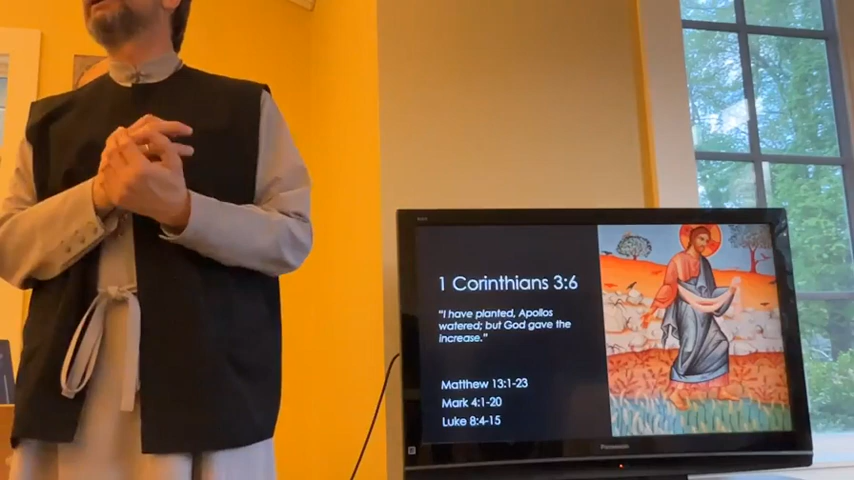 1 Corinthians 3:6
"I have planted, Apollos
watered; but God gave the
increase."
Matthew 13:1-23
Mark 4:1-20
Luke 8:4-15
Panasonic